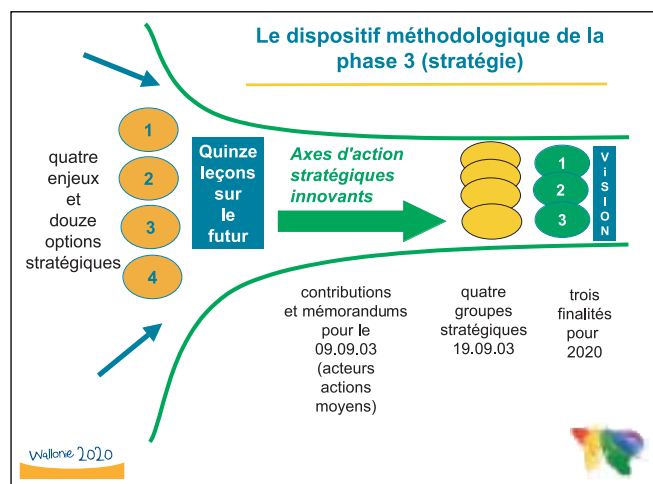 Le dispositif méthodologique de la
phase 3 (stratégie)
quatre
enjeux
et
douze
options
stratégiques
1
2
3
4
Quinze
leçons
sur
le
futur
Axes d'action
stratégiques
innovants
1
2
3
ViSION
contributions
et mémorandums
pour le
09.09.03
(acteurs
actions
moyens)
quatre
groupes
stratégiques
19.09.03
trois
finalités
pour
2020
Wallonie 2020